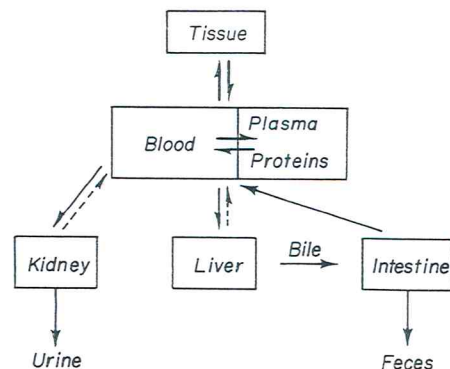 Tissue
Blood
Plasma
Proteins
Kidney
Liver
Bile
Intestine
Urine
Feces